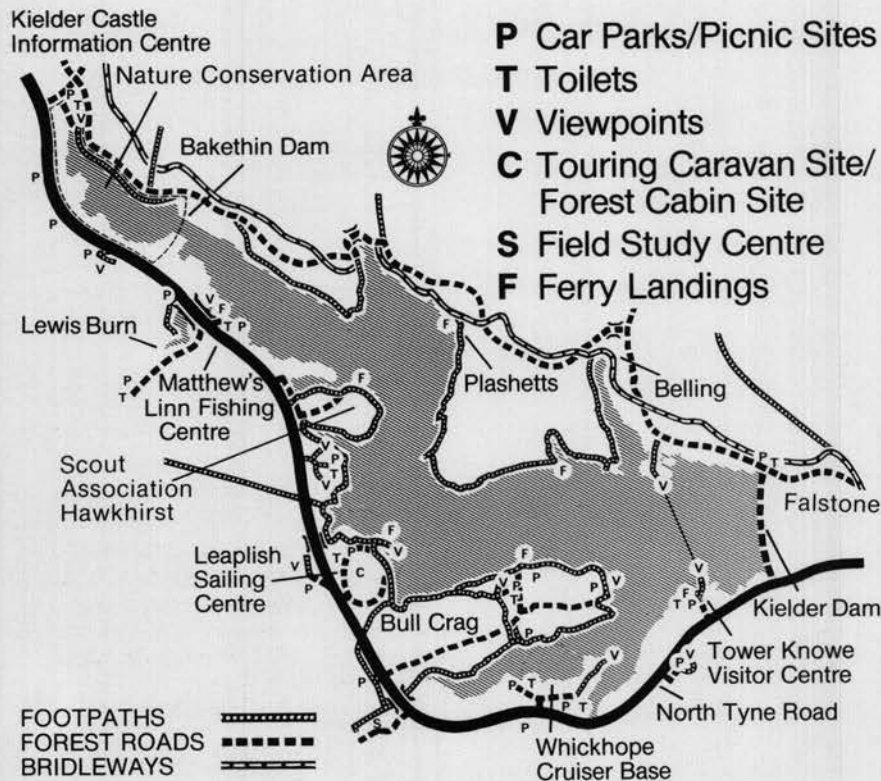 Kielder Castle
Information Centre
Nature Conservation Area
Bakethin Dam
P Car Parks/Picnic Sites
T Toilets
V Viewpoints
C Touring Caravan Site/
Forest Cabin Site
S Field Study Centre
F Ferry Landings
P
T
V
P
P
P
V
P
V
F
T P
Lewis Burn
P
T
Matthew's
Linn Fishing
Centre
F
Plashetts
Belling
F
V
P
T
V
Scout
Association
Hawkhirst
F
V
P T
Falstone
F
V
T P
C
V
P
Leaplish
Sailing
Centre
F
V P
P
T
V
P
P
Bull Crag
V
F
T P
Kielder Dam
Tower Knowe
Visitor Centre
V
P V
P
P T
P T
P
S
North Tyne Road
Whickhope
Cruiser Base
FOOTPATHS
FOREST ROADS
BRIDLEWAYS